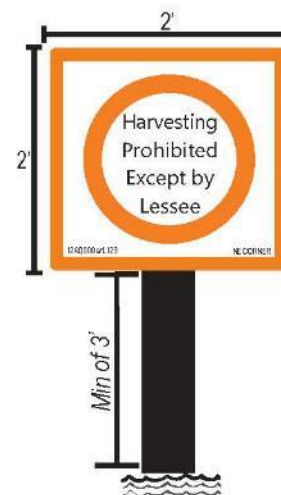 2'
2'
Harvesting
Prohibited
Except by
Lessee
NE CORNER
Min of 3'